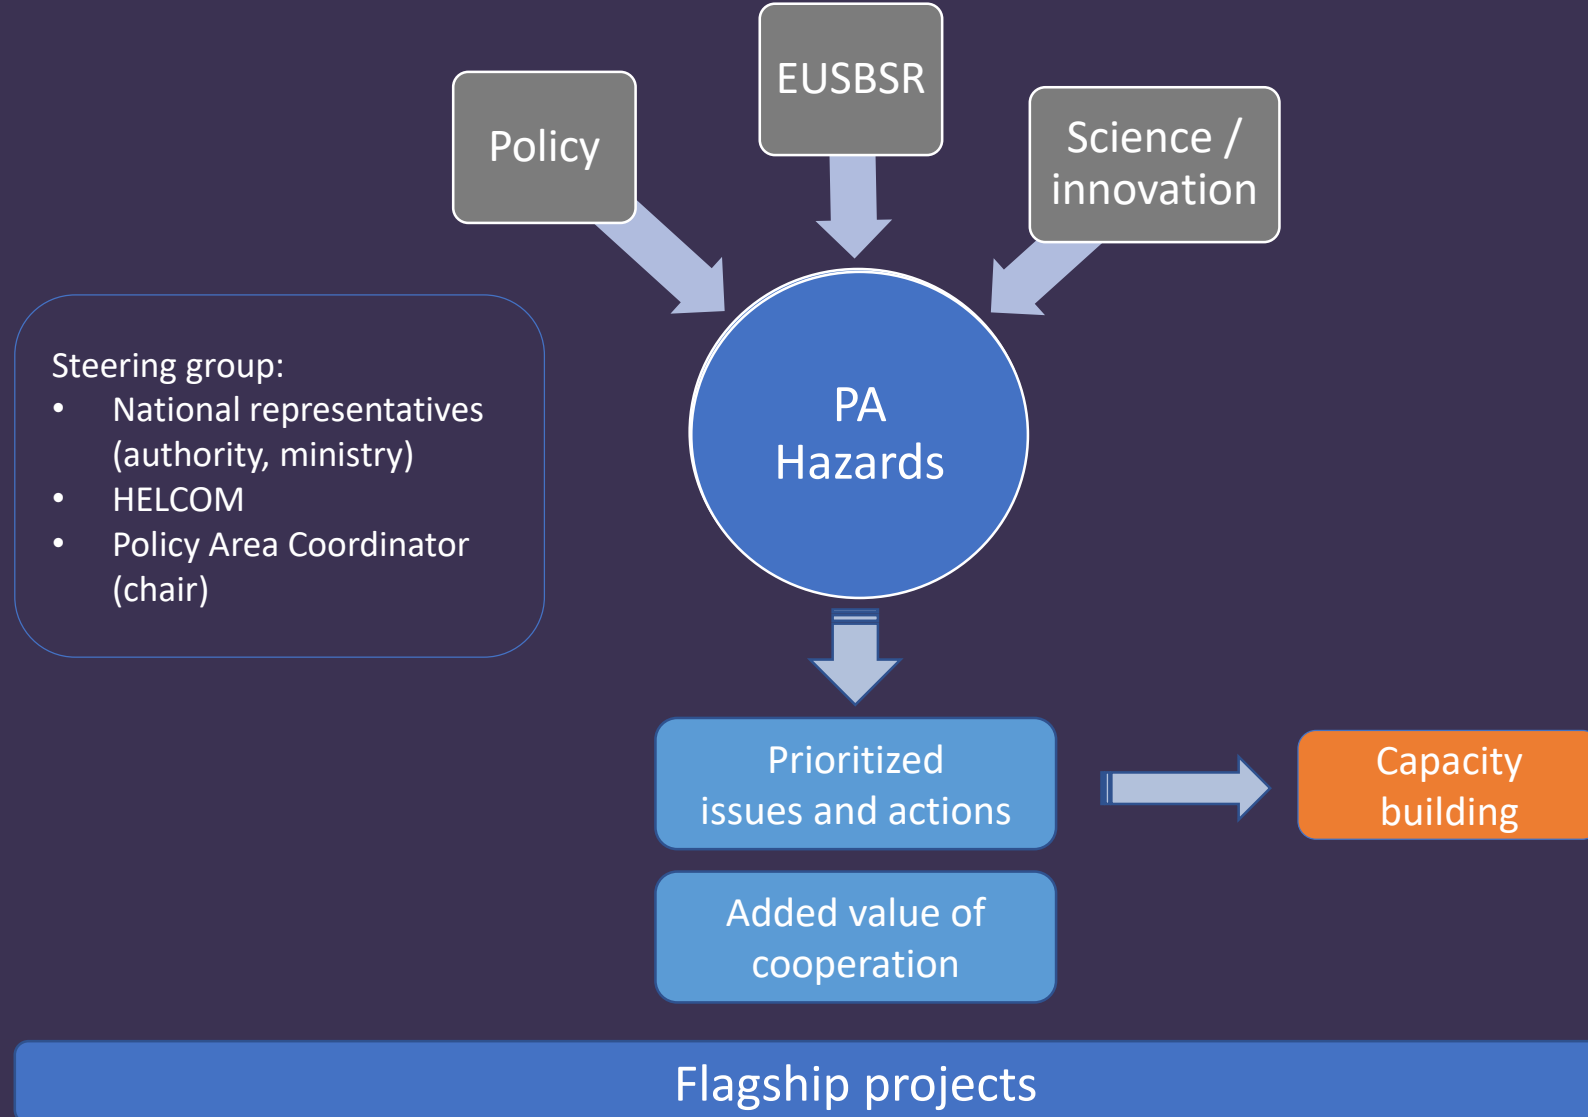 EUSBSR
Policy
Science /
innovation
Steering group:
• National representatives
(authority, ministry)
• HELCOM
• Policy Area Coordinator
(chair)
PA
Hazards
Prioritized
issues and actions
Capacity
building
Added value of
cooperation
Flagship projects